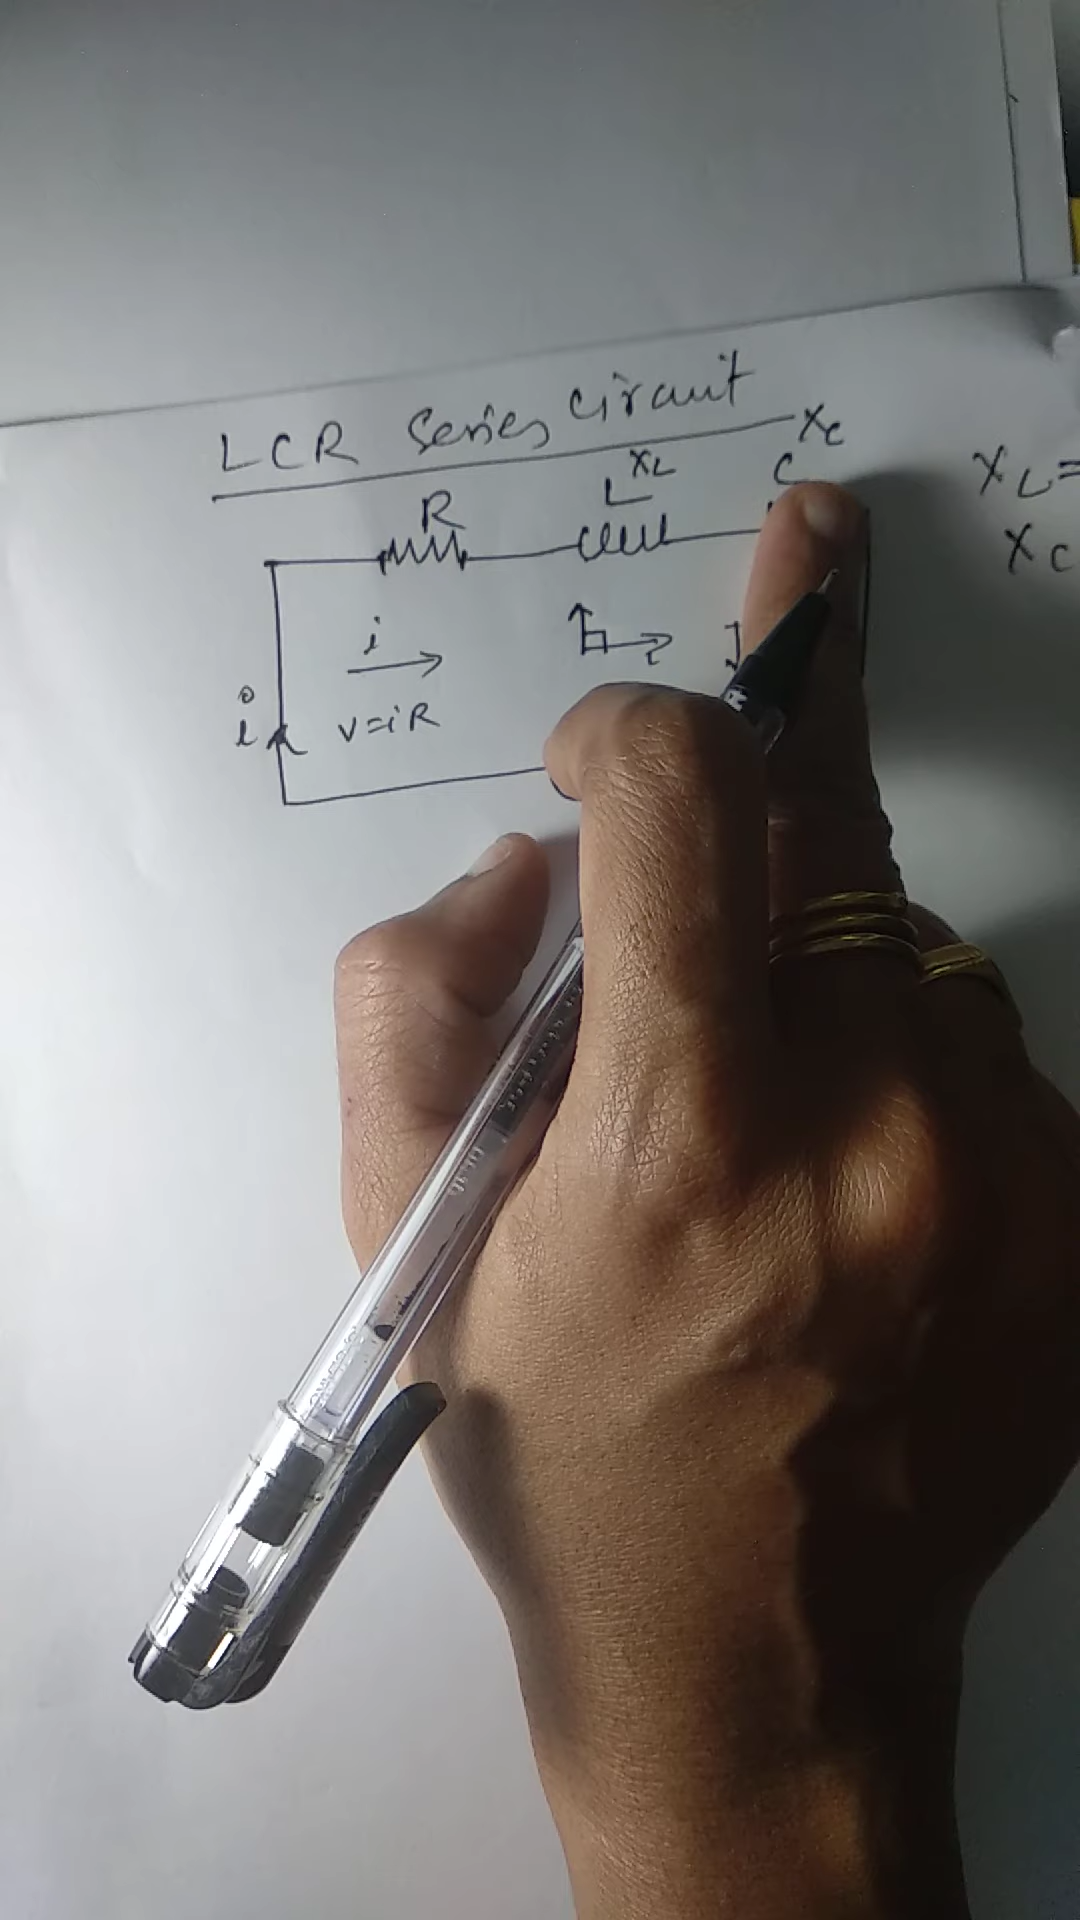 LCR Series Circuit
XC
XL
L
C
R
XL=
XC
i
i
V=iR